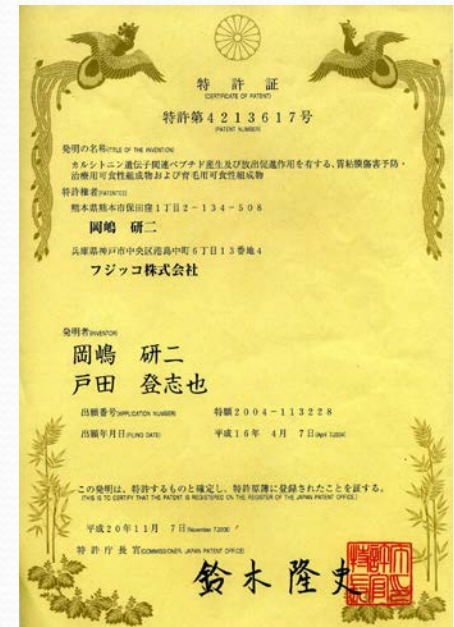 特許証
(CERTIFICATE OF PATENT)
特許第4213617号
(PATENT NUMBER)
発明の名称(TITLE OF THE INVENTION)
カルシトニン遺伝子関連ペプチド産生及び放出促進作用を有する、胃粘膜傷害予防・
治療用可食性組成物および育毛用可食性組成物
特許権者(PATENTEE)
熊本県熊本市保田窪1丁目2-134-508
岡嶋 研二
兵庫県神戸市中央区港島中町6丁目13番地4
フジッコ株式会社
発明者(INVENTOR)
岡嶋 研二
戸田 登志也
出願番号(APPLICATION NUMBER) 特願2004-113228
出願年月日(FILING DATE) 平成16年 4月 7日(April 7,2004)
この発明は、特許するものと確定し、特許原簿に登録されたことを証する。
(THIS IS TO CERTIFY THAT THE PATENT IS REGISTERED ON THE REGISTER OF THE JAPAN PATENT OFFICE.)
平成20年11月 7日(November 7,2008)
特許庁長官(COMMISSIONER, JAPAN PATENT OFFICE)
鈴木隆史